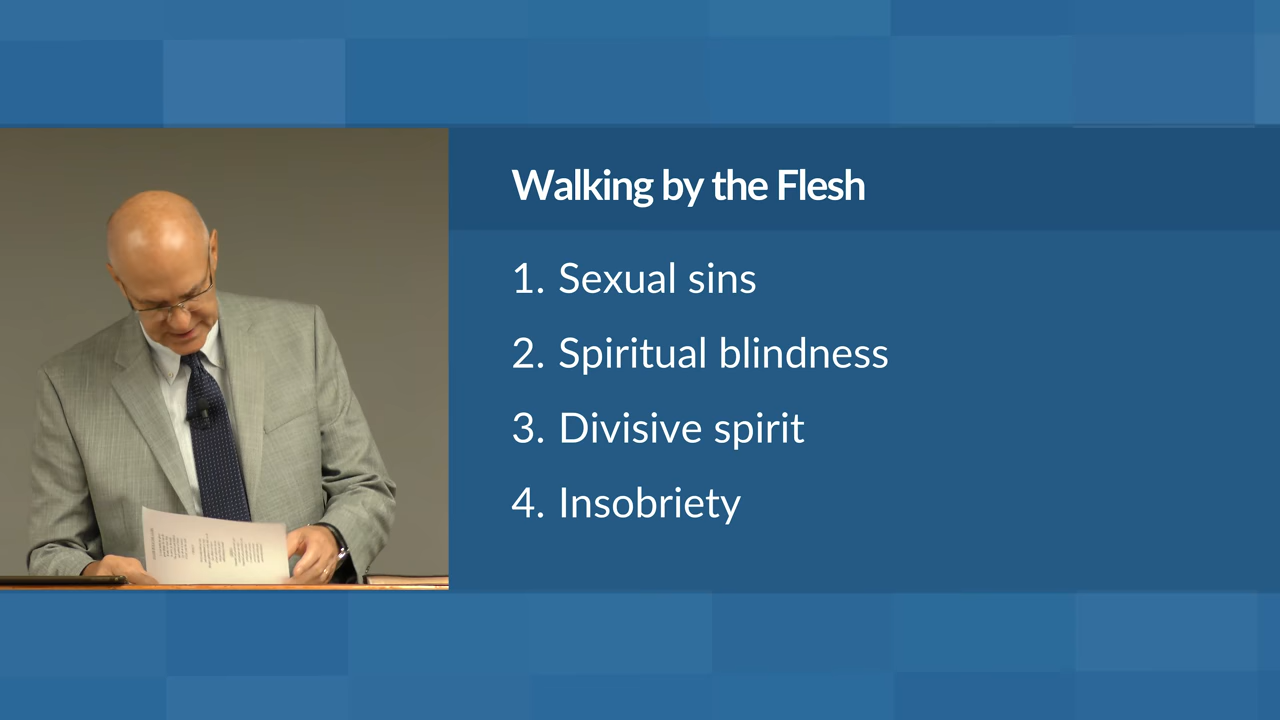 Walking by the Flesh
1. Sexual sins
2. Spiritual blindness
3. Divisive spirit
4. Insobriety